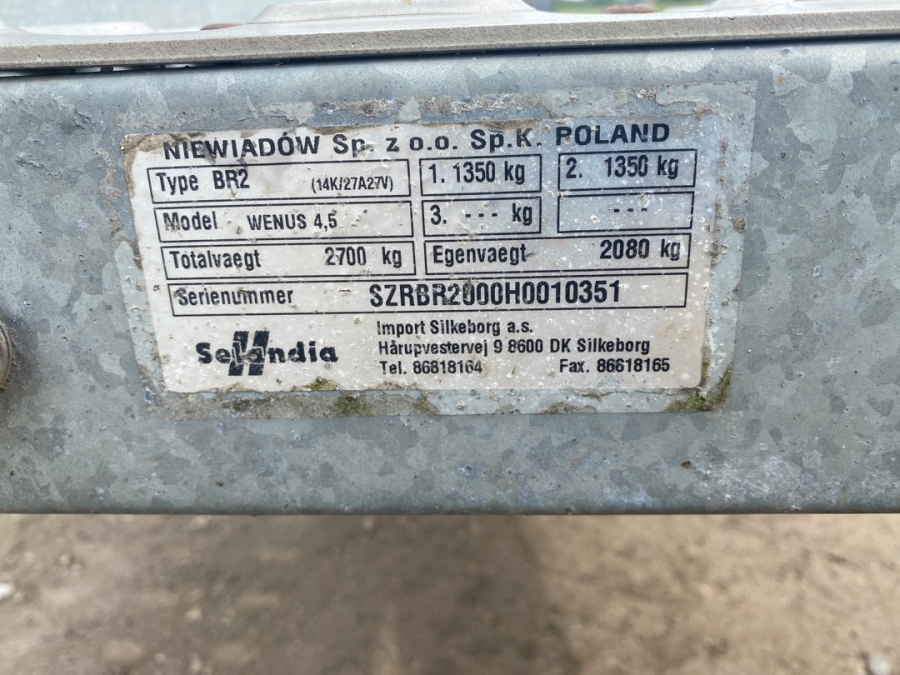 NIEWIADÓW Sp. z o.o. Sp.K. POLAND
Type BR2 (14K/27A27V) 1. 1350 kg 2. 1350 kg
Model WENUS 4,5 3. --- kg ---
Totalvaegt 2700 kg Egenvaegt 2080 kg
Serienummer SZRBR2000H0010351
Selandia
Import Silkeborg a.s.
Hårupvestervej 9 8600 DK Silkeborg
Tel. 86818164 Fax. 86618165